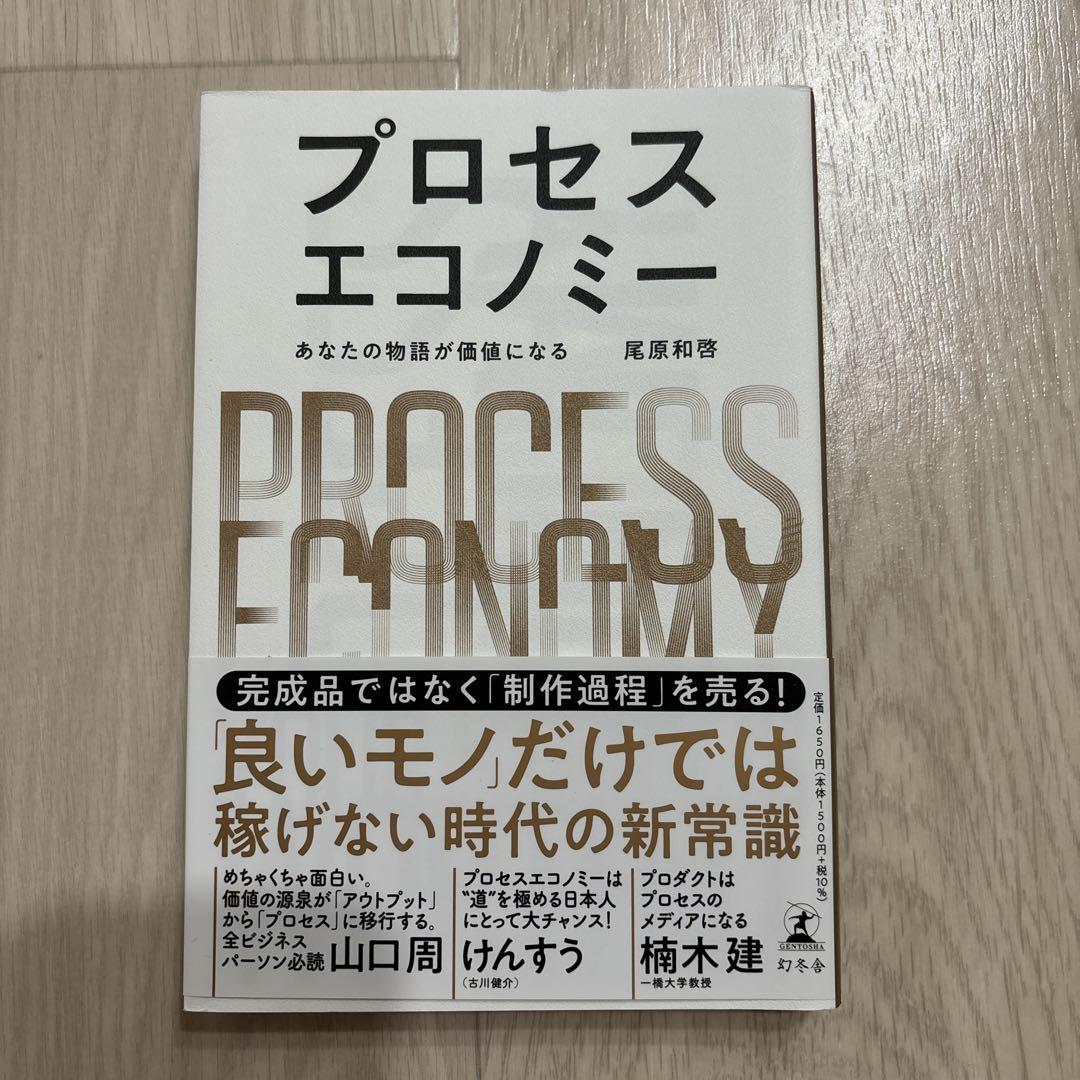 プロセス
エコノミー
あなたの物語が価値になる 尾原和啓
PROCESS
ECONOMY
完成品ではなく「制作過程」を売る!
「良いモノ」だけでは
稼げない時代の新常識
めちゃくちゃ面白い。
価値の源泉が「アウトプット」
から「プロセス」に移行する。
全ビジネス
パーソン必読 山口周
プロセスエコノミーは
“道”を極める日本人
にとって大チャンス!
けんすう
(古川健介)
プロダクトは
プロセスの
メディアになる
楠木建
一橋大学教授
定価1650円(本体1500円+税10%)
GENTOSHA
幻冬舎